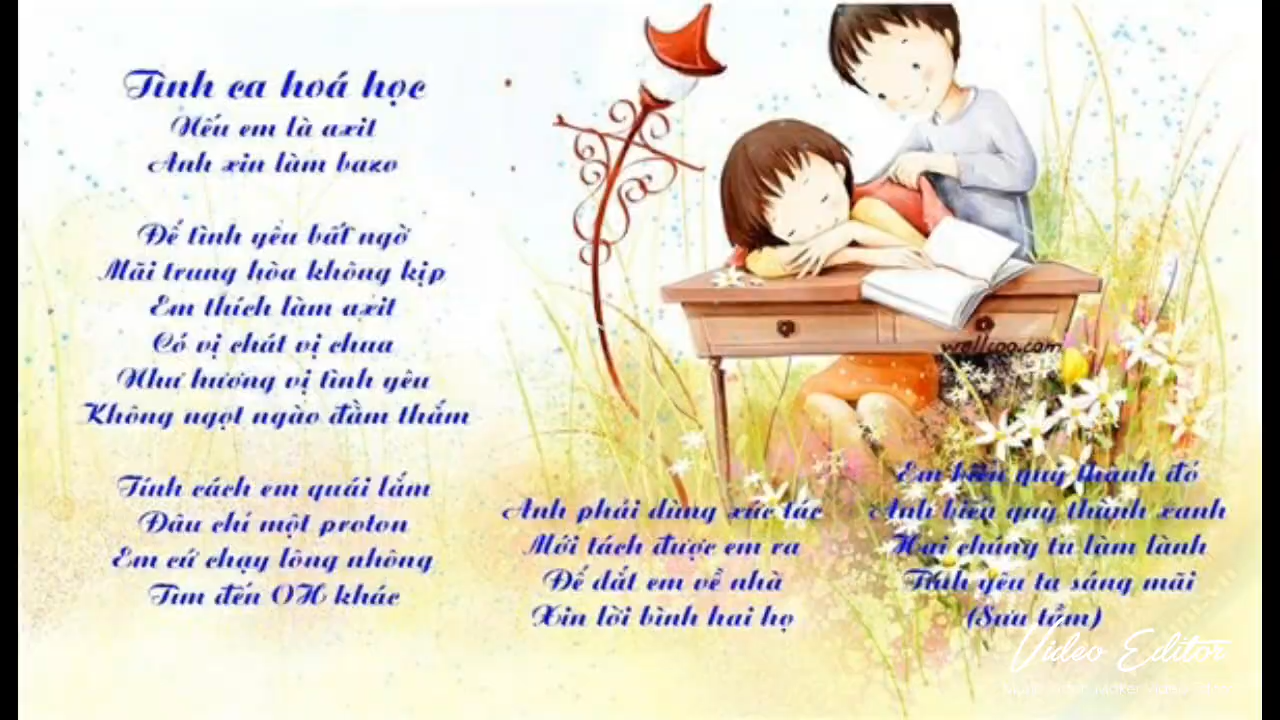 Tình ca hoá học
Nếu em là axit
Anh xin làm bazo
Để tình yêu bất ngờ
Mãi trung hòa không kịp
Em thích làm axit
Có vị chát vị chua
Như hương vị tình yêu
Không ngọt ngào đằm thắm
Tính cách em quái lắm
Đâu chỉ một proton
Em cứ chạy lông nhông
Tìm đến OH khác
Anh phải dùng xúc tác
Mới tách được em ra
Để dắt em về nhà
Xin lời bình hai họ
Em biến quỳ thành đỏ
Anh biến quỳ thành xanh
Hai chúng ta làm lành
Tình yêu ta sáng mãi
(Sưu tầm)
wellcoo.com
Video Editor